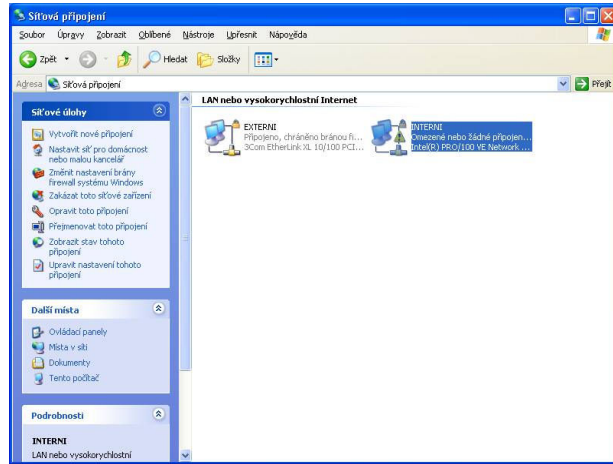 Síťová připojení
Soubor Úpravy Zobrazit Oblíbené Nástroje Upřesnit Nápověda
Zpět Hledat Složky
Adresa Síťová připojení Přejít
Síťové úlohy
Vytvořit nové připojení
Nastavit síť pro domácnost
nebo malou kancelář
Změnit nastavení brány
firewall systému Windows
Zakázat toto síťové zařízení
Opravit toto připojení
Přejmenovat toto připojení
Zobrazit stav tohoto
připojení
Upravit nastavení tohoto
připojení
Další místa
Ovládací panely
Místa v síti
Dokumenty
Tento počítač
Podrobnosti
INTERNI
LAN nebo vysokorychlostní
LAN nebo vysokorychlostní Internet
EXTERNI
Připojeno, chráněno bránou fi...
3Com EtherLink XL 10/100 PCI...
INTERNI
Omezené nebo žádné připojen...
Intel(R) PRO/100 VE Network ...